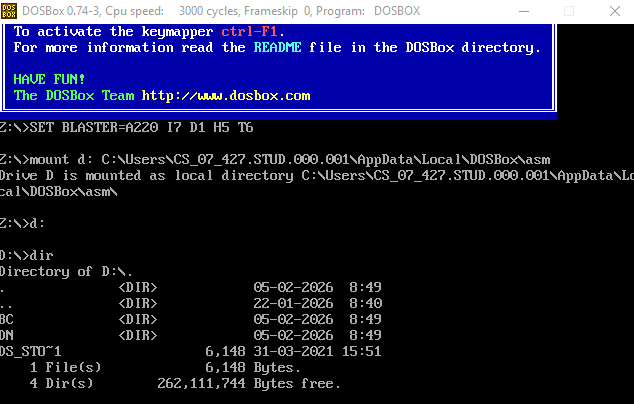 DOSBox 0.74-3, Cpu speed:    3000 cycles, Frameskip  0, Program:   DOSBOX
To activate the keymapper ctrl-F1.
For more information read the README file in the DOSBox directory.
HAVE FUN!
The DOSBox Team http://www.dosbox.com
Z:\>SET BLASTER=A220 I7 D1 H5 T6
Z:\>mount d: C:\Users\CS_07_427.STUD.000.001\AppData\Local\DOSBox\asm
Drive D is mounted as local directory C:\Users\CS_07_427.STUD.000.001\AppData\Lo
cal\DOSBox\asm\
Z:\>d:
D:\>dir
Directory of D:\.
.              <DIR>            05-02-2026  8:49
..             <DIR>            22-01-2026  8:40
BC             <DIR>            05-02-2026  8:49
DN             <DIR>            05-02-2026  8:49
DS_STO~1                  6,148 31-03-2021 15:51
    1 File(s)             6,148 Bytes.
    4 Dir(s)        262,111,744 Bytes free.